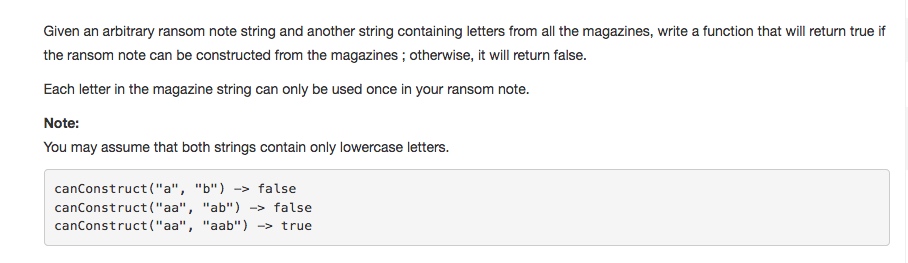 Given an arbitrary ransom note string and another string containing letters from all the magazines, write a function that will return true if
the ransom note can be constructed from the magazines ; otherwise, it will return false.
Each letter in the magazine string can only be used once in your ransom note.
Note:
You may assume that both strings contain only lowercase letters.
canConstruct("a", "b") -> false
canConstruct("aa", "ab") -> false
canConstruct("aa", "aab") -> true